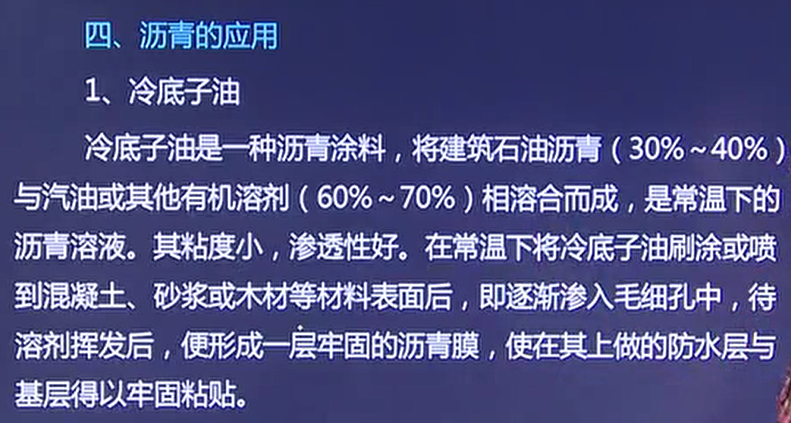 四、沥青的应用
1、冷底子油
冷底子油是一种沥青涂料，将建筑石油沥青（30%～40%）
与汽油或其他有机溶剂（60%～70%）相溶合而成，是常温下的
沥青溶液。其粘度小，渗透性好。在常温下将冷底子油刷涂或喷
到混凝土、砂浆或木材等材料表面后，即逐渐渗入毛细孔中，待
溶剂挥发后，便形成一层牢固的沥青膜，使在其上做的防水层与
基层得以牢固粘贴。